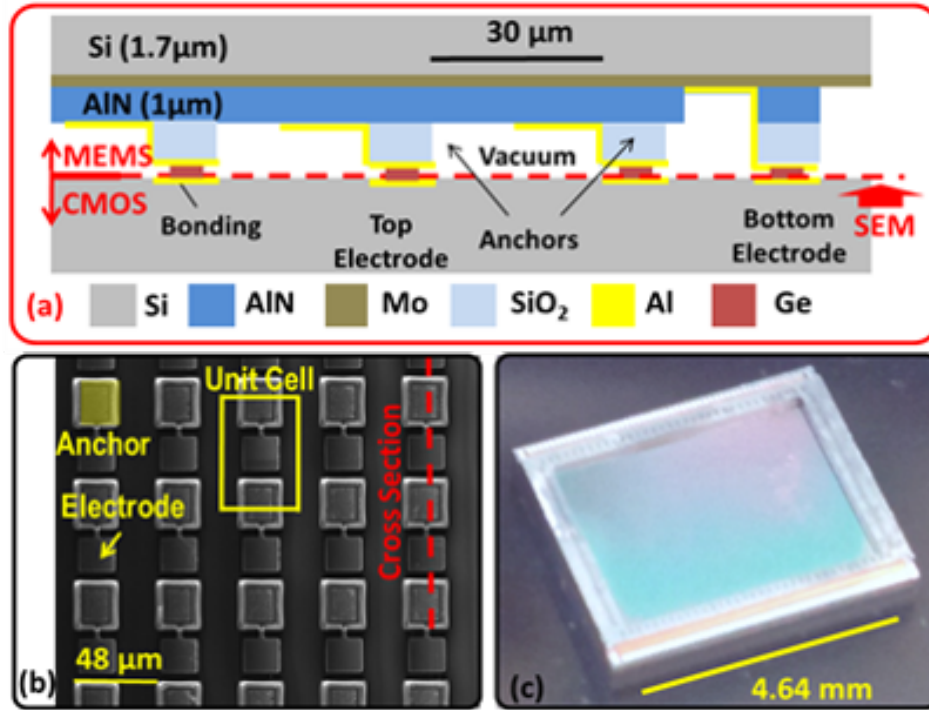 30 µm
Si (1.7µm)
AlN (1µm)
MEMS
Vacuum
CMOS
Bonding
Top
Electrode
Anchors
Bottom
Electrode
SEM
(a)
Si
AlN
Mo
SiO₂
Al
Ge
Unit Cell
Anchor
Electrode
Cross Section
48 µm
(b)
(c)
4.64 mm